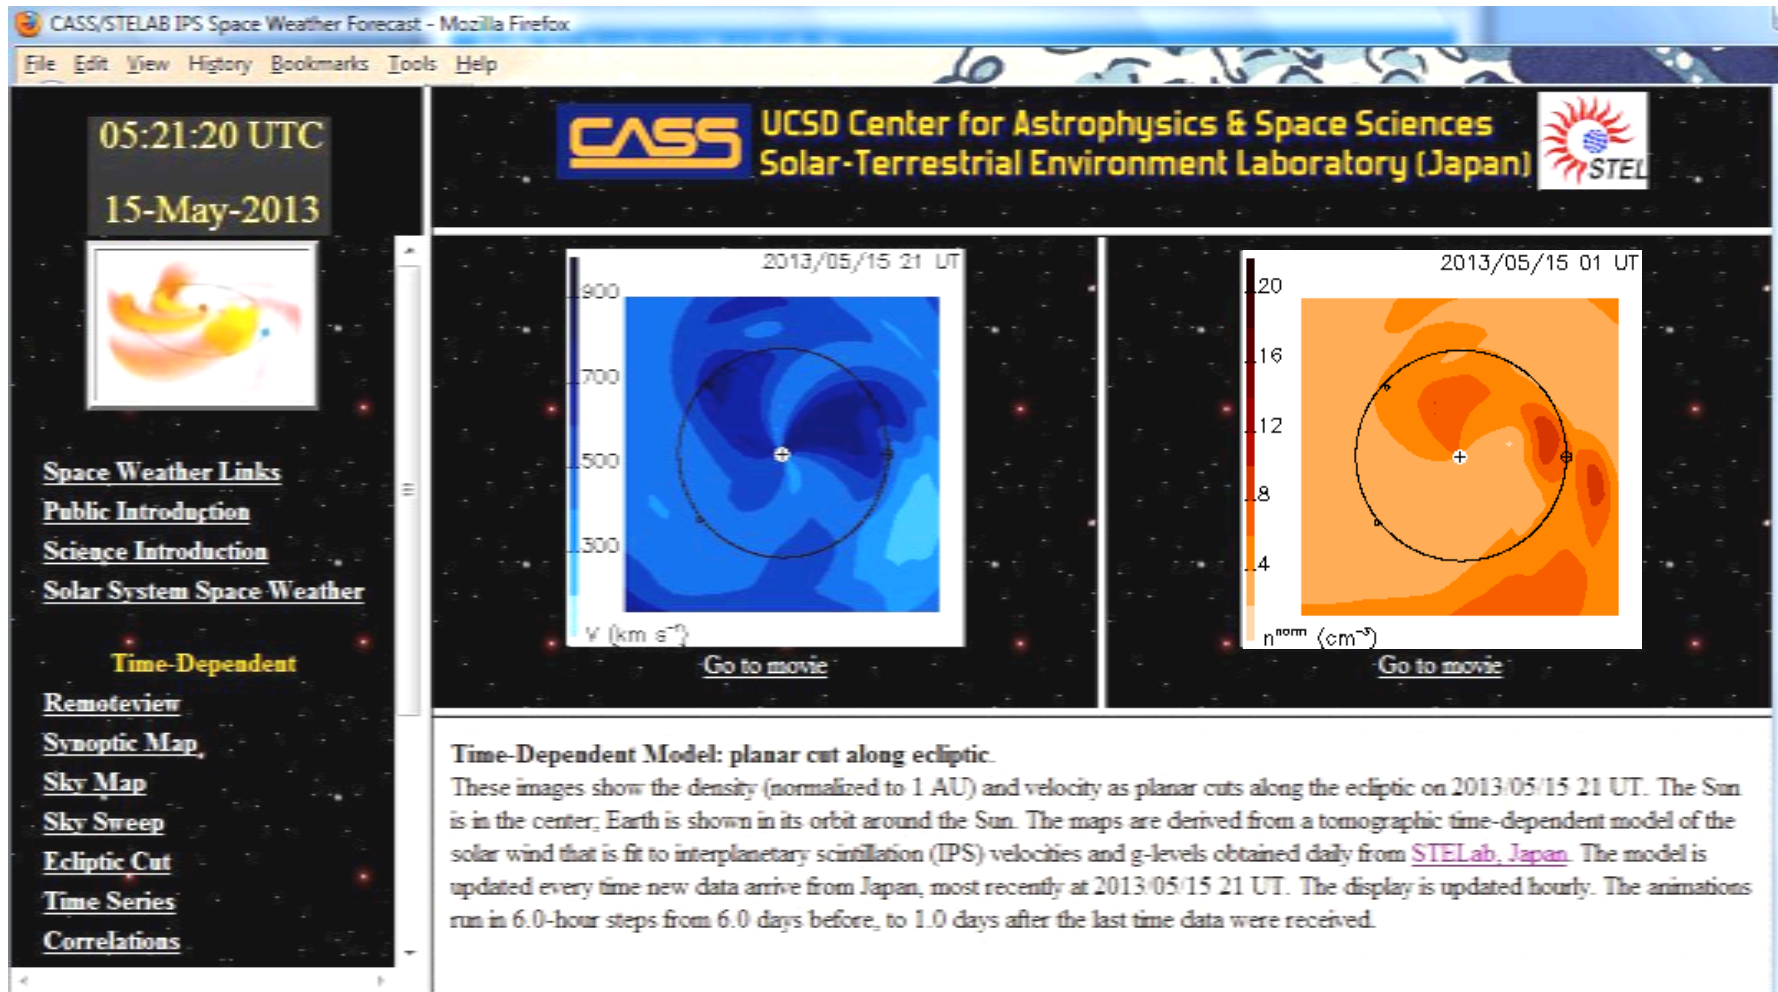 CASS/STELAB IPS Space Weather Forecast - Mozilla Firefox
File Edit View History Bookmarks Tools Help
05:21:20 UTC
15-May-2013
Space Weather Links
Public Introduction
Science Introduction
Solar System Space Weather
Time-Dependent
Remoteview
Synoptic Map
Sky Map
Sky Sweep
Ecliptic Cut
Time Series
Correlations
CASS
UCSD Center for Astrophysics & Space Sciences
Solar-Terrestrial Environment Laboratory (Japan)
STEL
2013/05/15 21 UT
900
700
500
300
V (km s⁻¹)
Go to movie
2013/05/15 01 UT
20
16
12
8
4
nⁿᵒʳᵐ (cm⁻³)
Go to movie
Time-Dependent Model: planar cut along ecliptic.
These images show the density (normalized to 1 AU) and velocity as planar cuts along the ecliptic on 2013/05/15 21 UT. The Sun
is in the center; Earth is shown in its orbit around the Sun. The maps are derived from a tomographic time-dependent model of the
solar wind that is fit to interplanetary scintillation (IPS) velocities and g-levels obtained daily from STELab, Japan. The model is
updated every time new data arrive from Japan, most recently at 2013/05/15 21 UT. The display is updated hourly. The animations
run in 6.0-hour steps from 6.0 days before, to 1.0 days after the last time data were received.